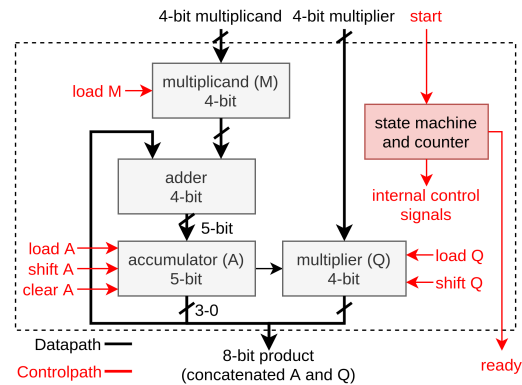 4-bit multiplicand
4-bit multiplier
start
multiplicand (M)
4-bit
load M
state machine
and counter
adder
4-bit
internal control
signals
5-bit
load A
shift A
clear A
accumulator (A)
5-bit
multiplier (Q)
4-bit
load Q
shift Q
3-0
Datapath
Controlpath
8-bit product
(concatenated A and Q)
ready